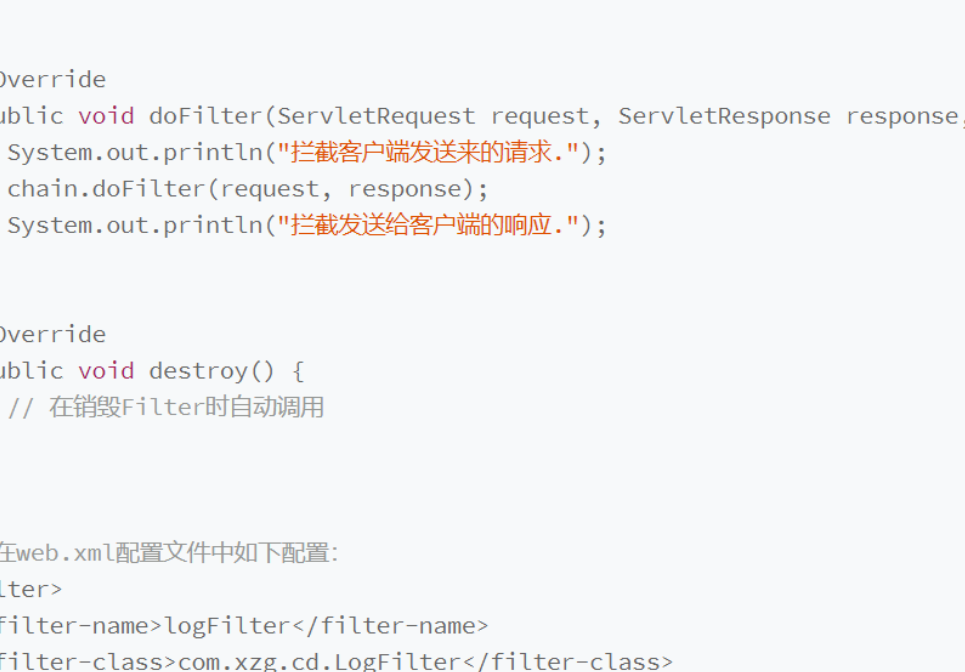 Override
ublic void doFilter(ServletRequest request, ServletResponse response,
System.out.println("拦截客户端发送来的请求.");
chain.doFilter(request, response);
System.out.println("拦截发送给客户端的响应.");
Override
ublic void destroy() {
// 在销毁Filter时自动调用
在web.xml配置文件中如下配置：
lter>
filter-name>logFilter</filter-name>
filter-class>com.xzg.cd.LogFilter</filter-class>